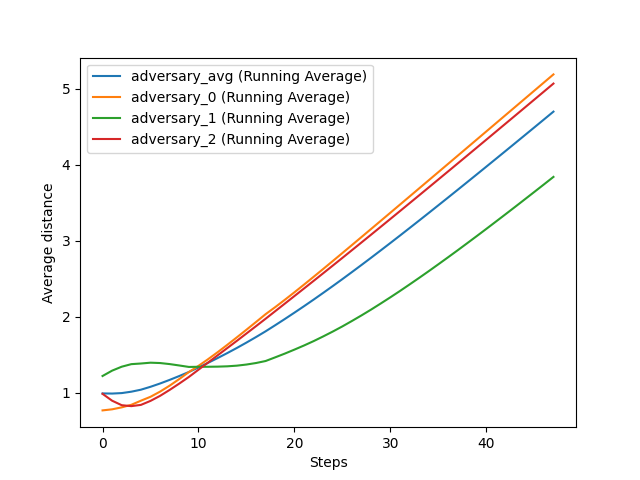 adversary_avg (Running Average)
adversary_0 (Running Average)
adversary_1 (Running Average)
adversary_2 (Running Average)
Average distance
5
4
3
2
1
0 10 20 30 40
Steps